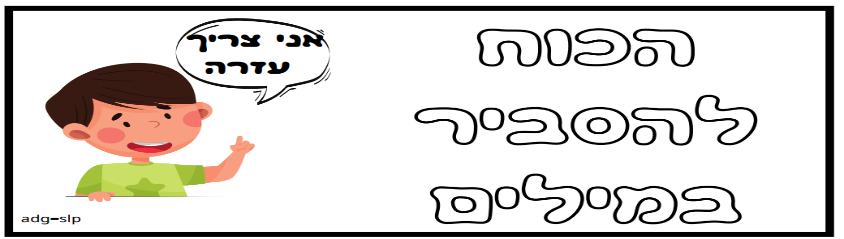 אני צריך
עזרה
הכוח
להסביר
במילים
adg-slp